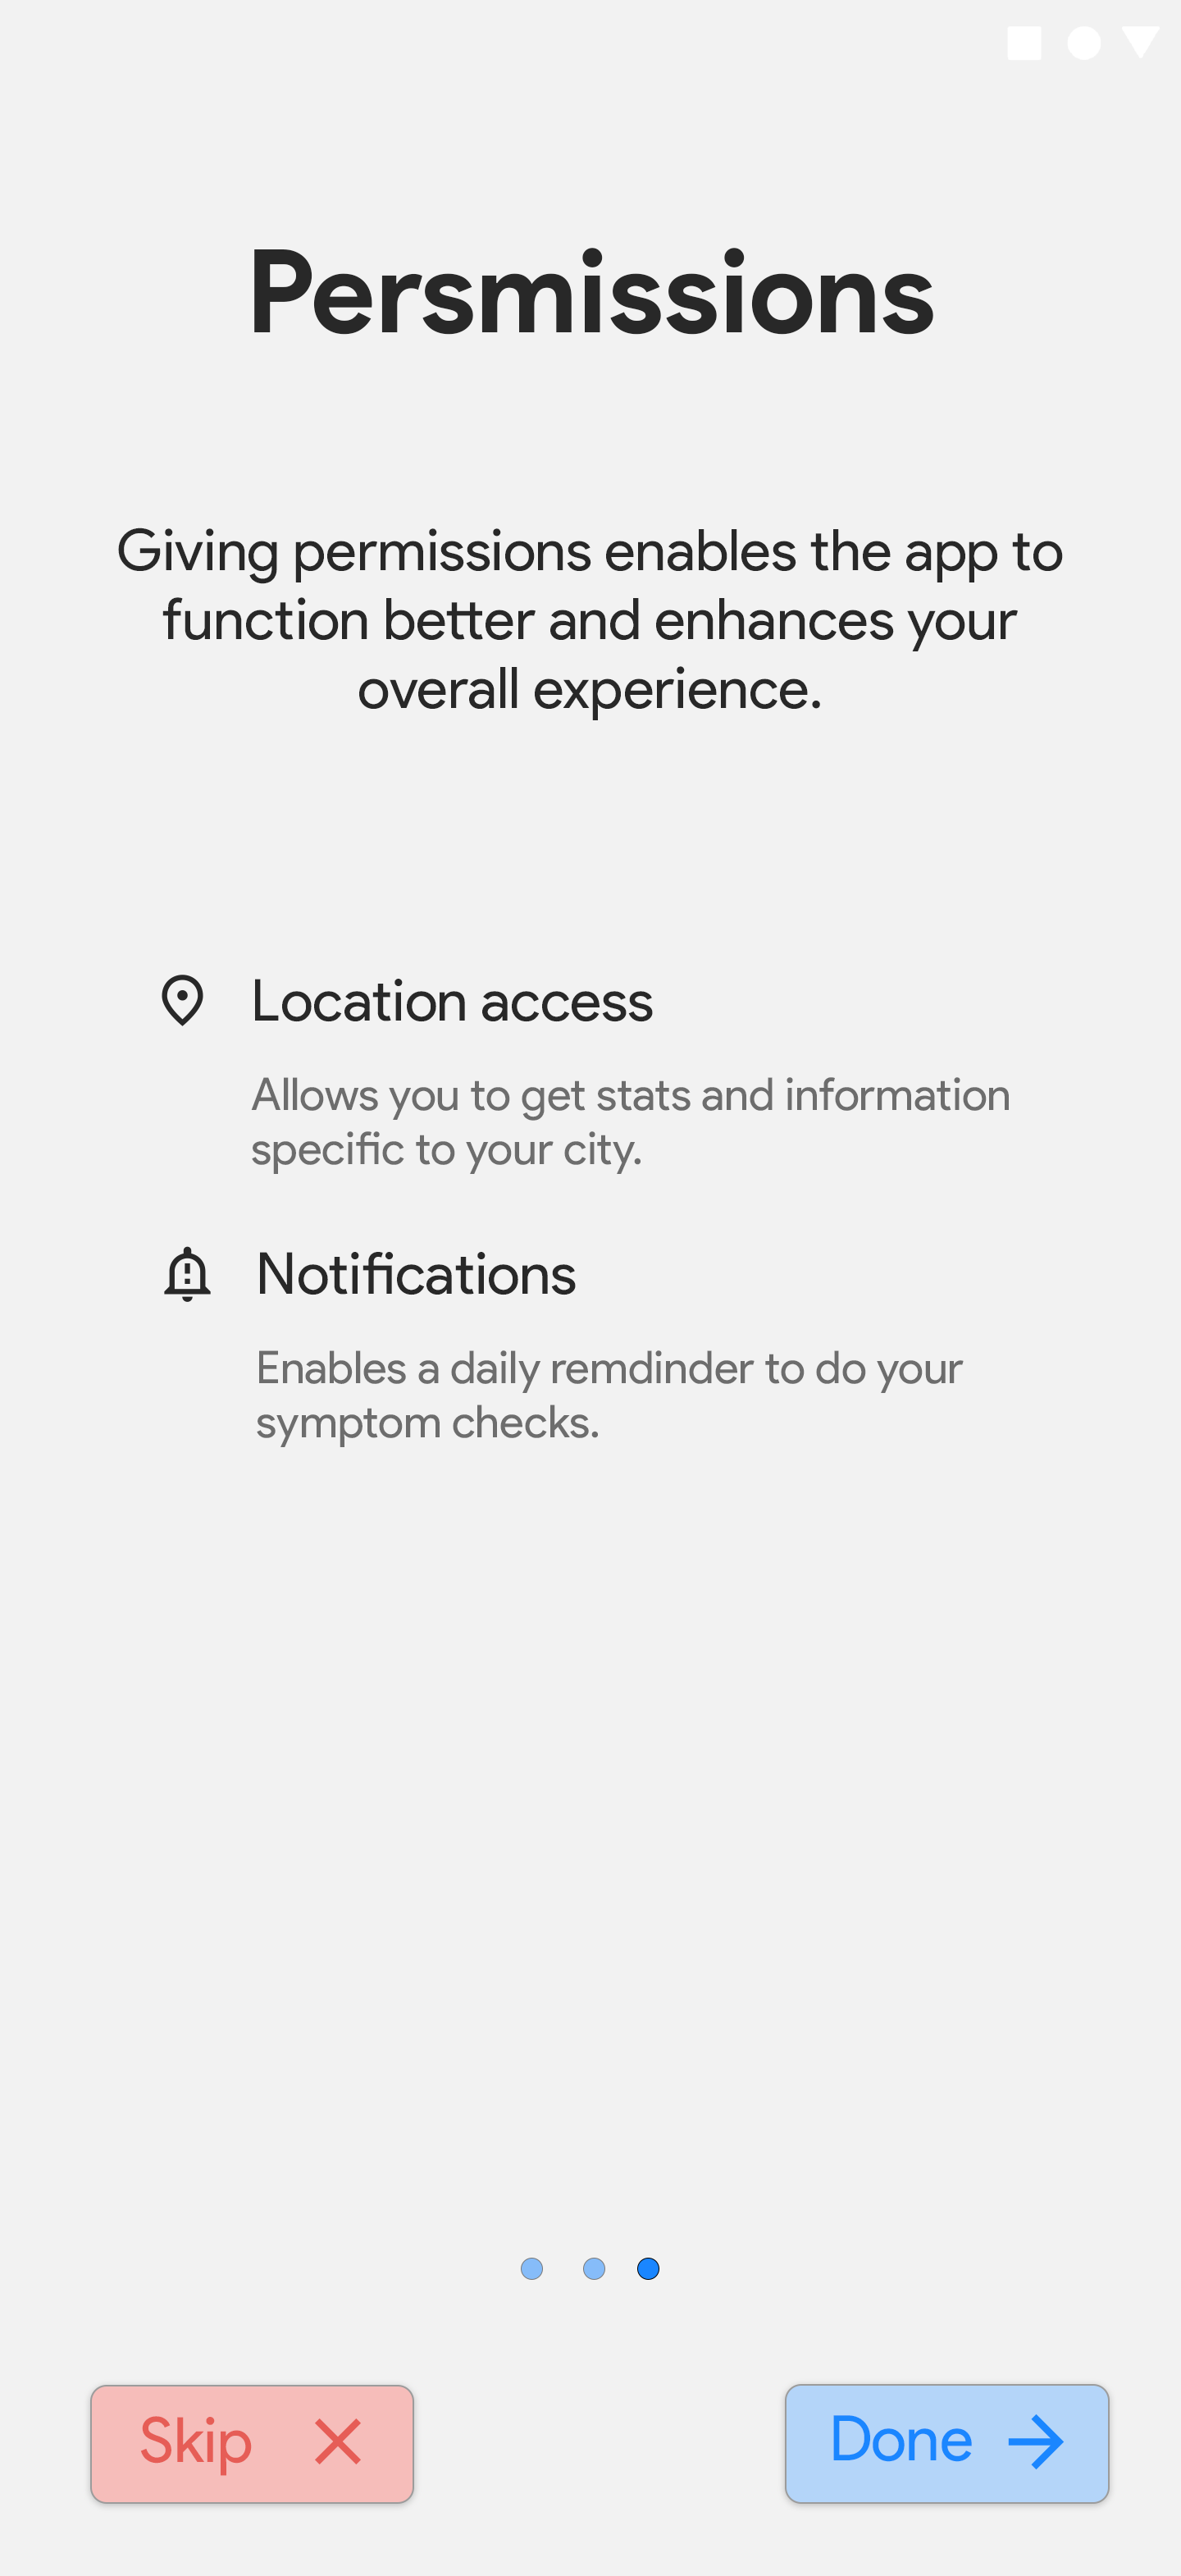 Persmissions
Giving permissions enables the app to
function better and enhances your
overall experience.
Location access
Allows you to get stats and information
specific to your city.
Notifications
Enables a daily remdinder to do your
symptom checks.
Skip
Done